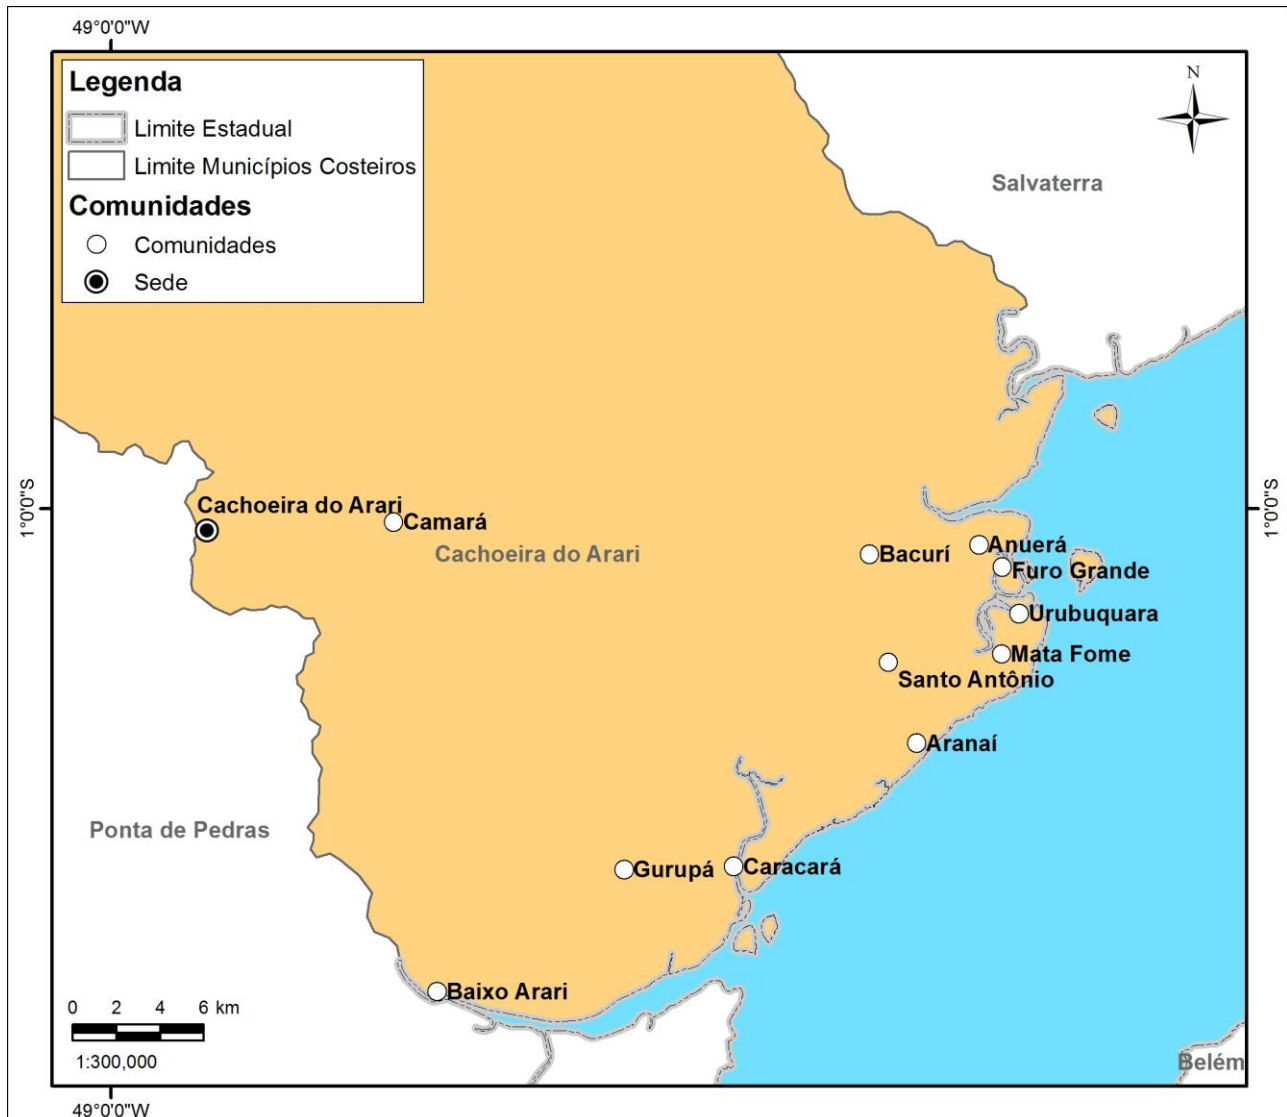 49°0'0"W
Legenda
Limite Estadual
Limite Municípios Costeiros
Comunidades
Comunidades
Sede
N
Salvaterra
1°0'0"S
1°0'0"S
Cachoeira do Arari
Camará
Cachoeira do Arari
Bacurí
Anuerá
Furo Grande
Urubuquara
Mata Fome
Santo Antônio
Aranaí
Ponta de Pedras
Gurupá
Caracará
Baixo Arari
0 2 4 6 km
1:300,000
Belém
49°0'0"W